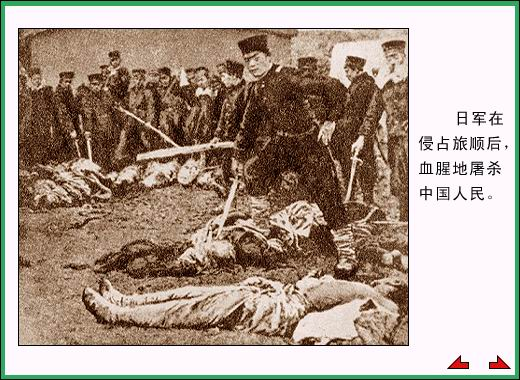 日军在
侵占旅顺后，
血腥地屠杀
中国人民。